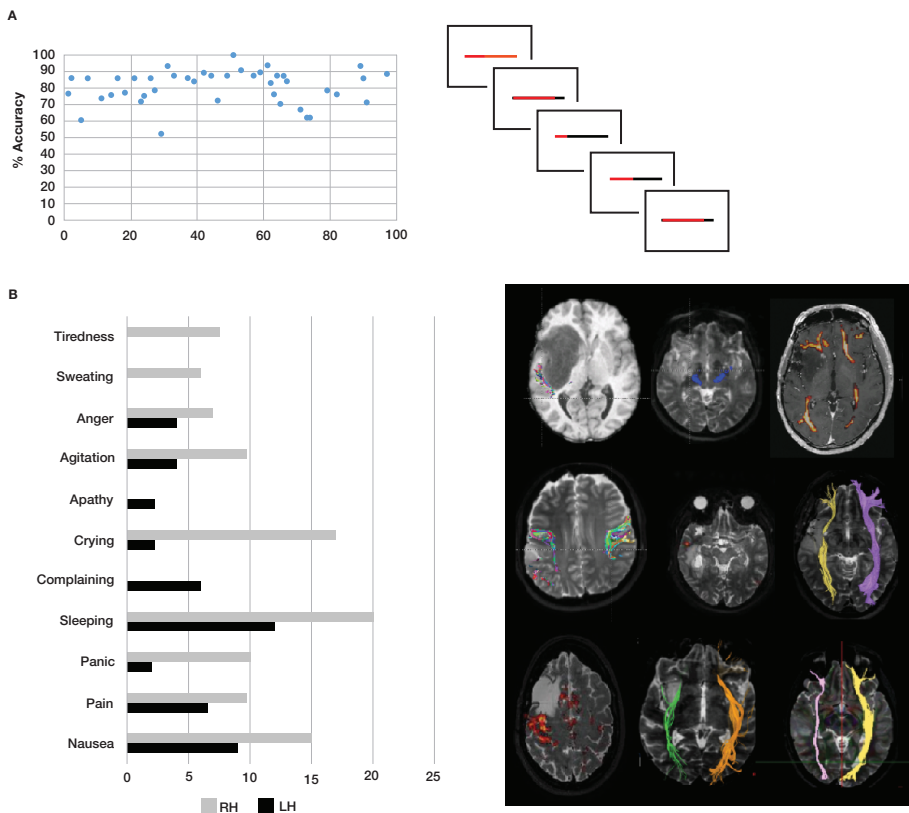 A
% Accuracy
100
90
80
70
60
50
40
30
20
10
0
0 20 40 60 80 100
B
Tiredness
Sweating
Anger
Agitation
Apathy
Crying
Complaining
Sleeping
Panic
Pain
Nausea
0 5 10 15 20 25
RH LH